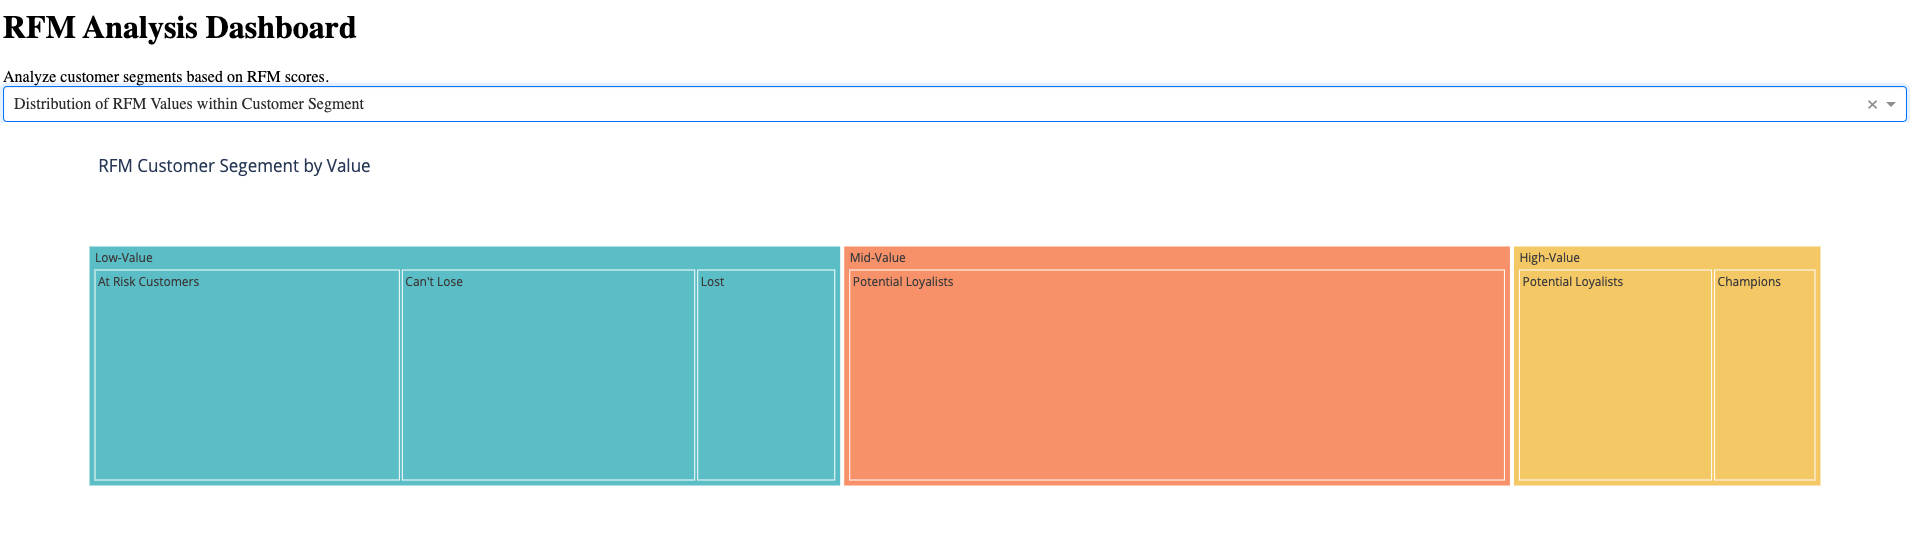 RFM Analysis Dashboard
Analyze customer segments based on RFM scores.
Distribution of RFM Values within Customer Segment
RFM Customer Segement by Value
Low-Value
At Risk Customers
Can't Lose
Lost
Mid-Value
Potential Loyalists
High-Value
Potential Loyalists
Champions